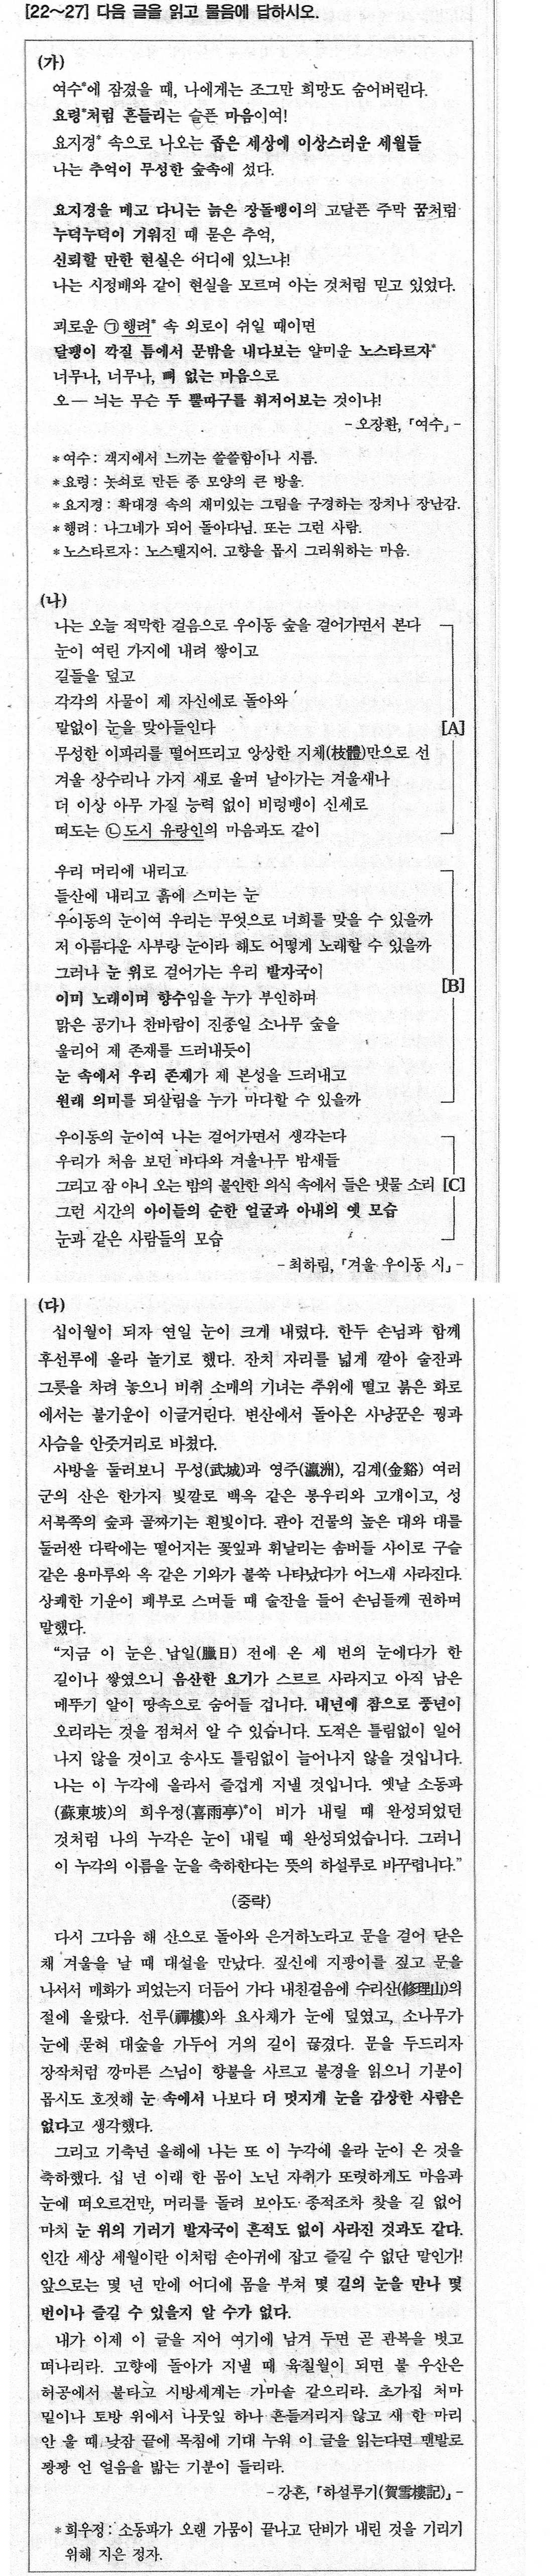 [22~27] 다음 글을 읽고 물음에 답하시오.
(가)
여수*에 잠겼을 때, 나에게는 조그만 희망도 숨어버린다.
요령*처럼 흔들리는 슬픈 마음이여!
요지경* 속으로 나오는 좁은 세상에 이상스러운 세월들
나는 추억이 무성한 숲속에 섰다.
요지경을 메고 다니는 늙은 장돌뱅이의 고달픈 주막 꿈처럼
누덕누덕이 기워진 때 묻은 추억,
신뢰할 만한 현실은 어디에 있느냐!
나는 시정배와 같이 현실을 모르며 아는 것처럼 믿고 있었다.
괴로운 ㉠행려* 속 외로이 쉬일 때이면
달팽이 깍질 틈에서 문밖을 내다보는 얄미운 노스타르자*
너무나, 너무나, 뼈 없는 마음으로
오— 늬는 무슨 두 뿔따구를 휘저어보는 것이냐!
- 오장환, 「여수」 -
* 여수 : 객지에서 느끼는 쓸쓸함이나 시름.
* 요령 : 놋쇠로 만든 종 모양의 큰 방울.
* 요지경 : 확대경 속의 재미있는 그림을 구경하는 장치나 장난감.
* 행려 : 나그네가 되어 돌아다님. 또는 그런 사람.
* 노스타르자 : 노스탤지어. 고향을 몹시 그리워하는 마음.
(나)
나는 오늘 적막한 걸음으로 우이동 숲을 걸어가면서 본다
눈이 여린 가지에 내려 쌓이고
길들을 덮고
각각의 사물이 제 자신에로 돌아와
말없이 눈을 맞아들인다
[A]
무성한 이파리를 떨어뜨리고 앙상한 지체(枝體)만으로 선
겨울 상수리나 가지 새로 울며 날아가는 겨울새나
더 이상 아무 가질 능력 없이 비렁뱅이 신세로
떠도는 ㉡도시 유랑인의 마음과도 같이
우리 머리에 내리고
들산에 내리고 흙에 스미는 눈
우이동의 눈이여 우리는 무엇으로 너희를 맞을 수 있을까
저 아름다운 사부랑 눈이라 해도 어떻게 노래할 수 있을까
그러나 눈 위로 걸어가는 우리 발자국이
[B]
이미 노래이며 향수임을 누가 부인하며
맑은 공기나 찬바람이 진종일 소나무 숲을
울리어 제 존재를 드러내듯이
눈 속에서 우리 존재가 제 본성을 드러내고
원래 의미를 되살림을 누가 마다할 수 있을까
우이동의 눈이여 나는 걸어가면서 생각는다
우리가 처음 보던 바다와 겨울나무 밤새들
그리고 잠 아니 오는 밤의 불안한 의식 속에서 들은 냇물 소리 [C]
그런 시간의 아이들의 순한 얼굴과 아내의 옛 모습
눈과 같은 사람들의 모습
- 최하림, 「겨울 우이동 시」 -
(다)
십이월이 되자 연일 눈이 크게 내렸다. 한두 손님과 함께
후선루에 올라 놀기로 했다. 잔치 자리를 넓게 깔아 술잔과
그릇을 차려 놓으니 비취 소매의 기녀는 추위에 떨고 붉은 화로
에서는 불기운이 이글거린다. 변산에서 돌아온 사냥꾼은 꿩과
사슴을 안줏거리로 바쳤다.
사방을 둘러보니 무성(武城)과 영주(瀛洲), 김계(金谿) 여러
군의 산은 한가지 빛깔로 백옥 같은 봉우리와 고개이고, 성
서북쪽의 숲과 골짜기는 흰빛이다. 관아 건물의 높은 대와 대를
둘러싼 다락에는 떨어지는 꽃잎과 휘날리는 솜버들 사이로 구슬
같은 용마루와 옥 같은 기와가 불쑥 나타났다가 어느새 사라진다.
상쾌한 기운이 폐부로 스며들 때 술잔을 들어 손님들께 권하며
말했다.
“지금 이 눈은 납일(臘日) 전에 온 세 번의 눈에다가 한
길이나 쌓였으니 음산한 요기가 스르르 사라지고 아직 남은
메뚜기 알이 땅속으로 숨어들 겁니다. 내년에 참으로 풍년이
오리라는 것을 점쳐서 알 수 있습니다. 도적은 틀림없이 일어
나지 않을 것이고 송사도 틀림없이 늘어나지 않을 것입니다.
나는 이 누각에 올라서 즐겁게 지낼 것입니다. 옛날 소동파
(蘇東坡)의 희우정(喜雨亭)*이 비가 내릴 때 완성되었던
것처럼 나의 누각은 눈이 내릴 때 완성되었습니다. 그러니
이 누각의 이름을 눈을 축하한다는 뜻의 하설루로 바꾸렵니다.”
(중략)
다시 그다음 해 산으로 돌아와 은거하노라고 문을 걸어 닫은
채 겨울을 날 때 대설을 만났다. 짚신에 지팡이를 짚고 문을
나서서 매화가 피었는지 더듬어 가다 내친걸음에 수리산(修理山)의
절에 올랐다. 선루(禪樓)와 요사채가 눈에 덮였고, 소나무가
눈에 묻혀 대숲을 가두어 거의 길이 끊겼다. 문을 두드리자
장작처럼 깡마른 스님이 향불을 사르고 불경을 읽으니 기분이
몹시도 호젓해 눈 속에서 나보다 더 멋지게 눈을 감상한 사람은
없다고 생각했다.
그리고 기축년 올해에 나는 또 이 누각에 올라 눈이 온 것을
축하했다. 십 년 이래 한 몸이 노닌 자취가 또렷하게도 마음과
눈에 떠오르건만, 머리를 돌려 보아도 종적조차 찾을 길 없어
마치 눈 위의 기러기 발자국이 흔적도 없이 사라진 것과도 같다.
인간 세상 세월이란 이처럼 손아귀에 잡고 즐길 수 없단 말인가!
앞으로는 몇 년 만에 어디에 몸을 부쳐 몇 길의 눈을 만나 몇
번이나 즐길 수 있을지 알 수가 없다.
내가 이제 이 글을 지어 여기에 남겨 두면 곧 관복을 벗고
떠나리라. 고향에 돌아가 지낼 때 육칠월이 되면 불 우산은
허공에서 불타고 시방세계는 가마솥 같으리라. 초가집 처마
밑이나 토방 위에서 나뭇잎 하나 흔들거리지 않고 새 한 마리
안 울 때 낮잠 끝에 목침에 기대 누워 이 글을 읽는다면 맨발로
꽝꽝 언 얼음을 밟는 기분이 들리라.
- 강혼, 「하설루기(賀雪樓記)」 -
* 희우정 : 소동파가 오랜 가뭄이 끝나고 단비가 내린 것을 기리기
위해 지은 정자.